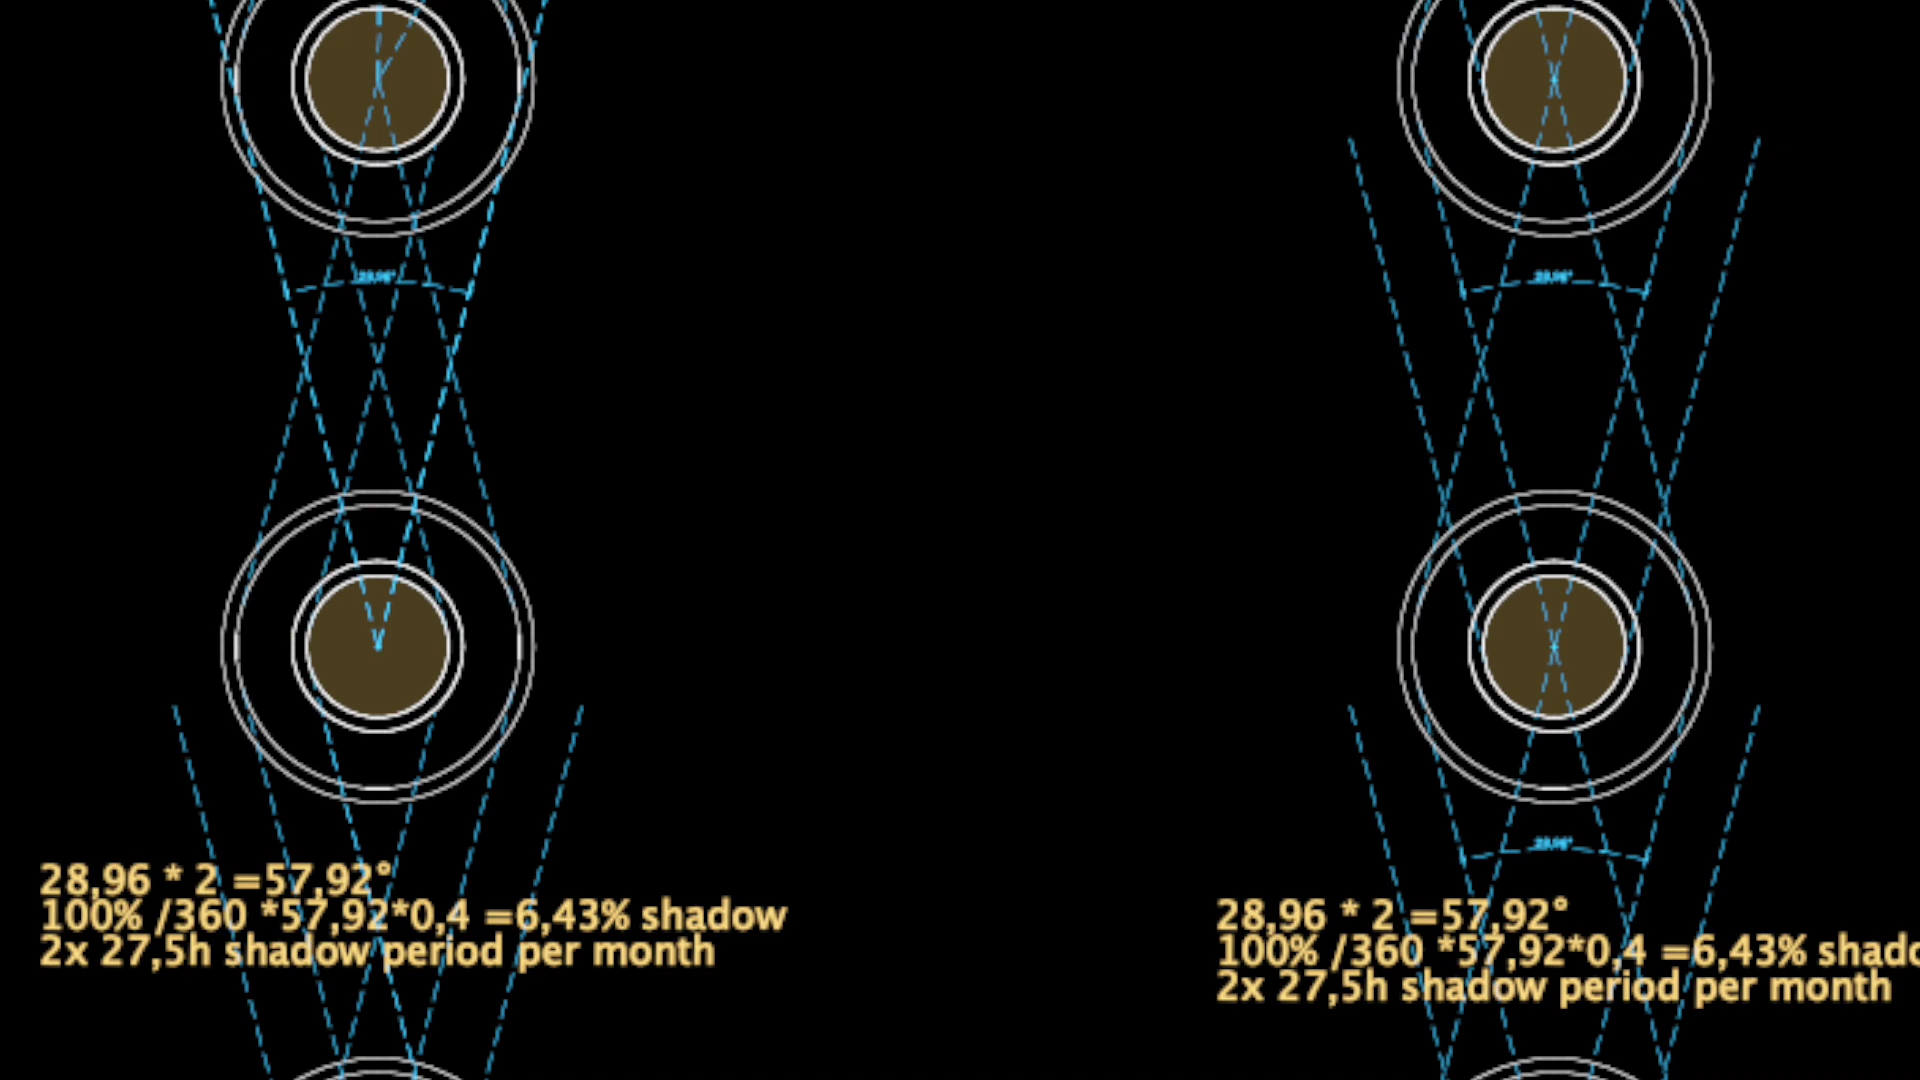 28,96 * 2 =57,92°
100% /360 *57,92*0,4 =6,43% shadow
2x 27,5h shadow period per month
28,96 * 2 =57,92°
100% /360 *57,92*0,4 =6,43%
2x 27,5h shadow period per month